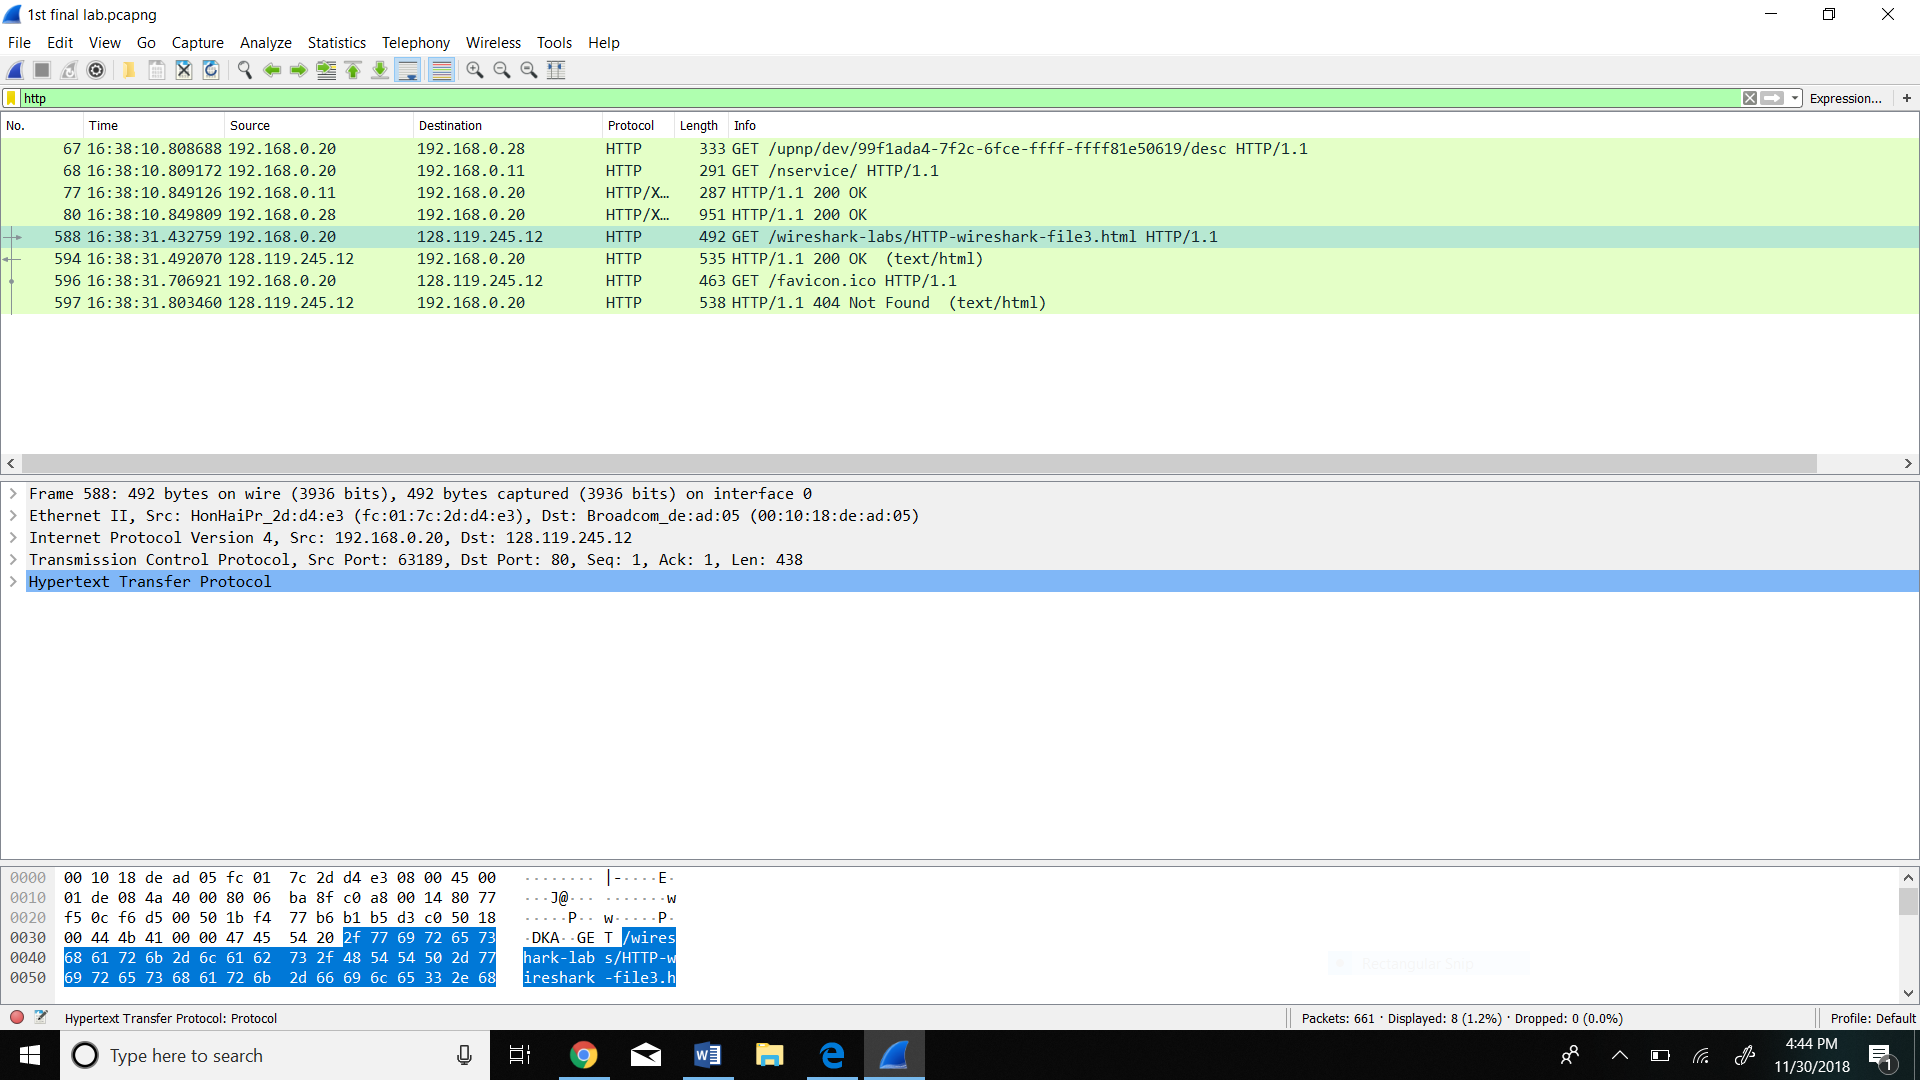 1st final lab.pcapng
File Edit View Go Capture Analyze Statistics Telephony Wireless Tools Help
http Expression... +
No. Time Source Destination Protocol Length Info
67 16:38:10.808688 192.168.0.20 192.168.0.28 HTTP 333 GET /upnp/dev/99f1ada4-7f2c-6fce-ffff-ffff81e50619/desc HTTP/1.1
68 16:38:10.809172 192.168.0.20 192.168.0.11 HTTP 291 GET /nservice/ HTTP/1.1
77 16:38:10.849126 192.168.0.11 192.168.0.20 HTTP/X… 287 HTTP/1.1 200 OK
80 16:38:10.849809 192.168.0.28 192.168.0.20 HTTP/X… 951 HTTP/1.1 200 OK
588 16:38:31.432759 192.168.0.20 128.119.245.12 HTTP 492 GET /wireshark-labs/HTTP-wireshark-file3.html HTTP/1.1
594 16:38:31.492070 128.119.245.12 192.168.0.20 HTTP 535 HTTP/1.1 200 OK (text/html)
596 16:38:31.706921 192.168.0.20 128.119.245.12 HTTP 463 GET /favicon.ico HTTP/1.1
597 16:38:31.803460 128.119.245.12 192.168.0.20 HTTP 538 HTTP/1.1 404 Not Found (text/html)
Frame 588: 492 bytes on wire (3936 bits), 492 bytes captured (3936 bits) on interface 0
Ethernet II, Src: HonHaiPr_2d:d4:e3 (fc:01:7c:2d:d4:e3), Dst: Broadcom_de:ad:05 (00:10:18:de:ad:05)
Internet Protocol Version 4, Src: 192.168.0.20, Dst: 128.119.245.12
Transmission Control Protocol, Src Port: 63189, Dst Port: 80, Seq: 1, Ack: 1, Len: 438
Hypertext Transfer Protocol
0000 00 10 18 de ad 05 fc 01 7c 2d d4 e3 08 00 45 00 ········ |-····E·
0010 01 de 08 4a 40 00 80 06 ba 8f c0 a8 00 14 80 77 ···J@··· ·······w
0020 f5 0c f6 d5 00 50 1b f4 77 b6 b1 b5 d3 c0 50 18 ·····P·· w·····P·
0030 00 44 4b 41 00 00 47 45 54 20 2f 77 69 72 65 73 ·DKA··GE T /wires
0040 68 61 72 6b 2d 6c 61 62 73 2f 48 54 54 50 2d 77 hark-lab s/HTTP-w
0050 69 72 65 73 68 61 72 6b 2d 66 69 6c 65 33 2e 68 ireshark -file3.h
Rectangular Snip
Hypertext Transfer Protocol: Protocol Packets: 661 · Displayed: 8 (1.2%) · Dropped: 0 (0.0%) Profile: Default
Type here to search 4:44 PM
11/30/2018 1